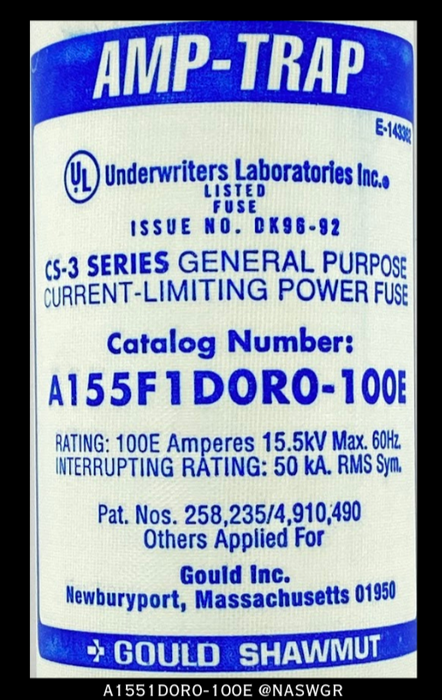 AMP-TRAP
E-143362
UL Underwriters Laboratories Inc.®
LISTED
FUSE
ISSUE NO. DK96-92
CS-3 SERIES GENERAL PURPOSE
CURRENT-LIMITING POWER FUSE
Catalog Number:
A155F1DORO-100E
RATING: 100E Amperes 15.5kV Max. 60Hz.
INTERRUPTING RATING: 50 kA. RMS Sym.
Pat. Nos. 258,235/4,910,490
Others Applied For
Gould Inc.
Newburyport, Massachusetts 01950
GOULD SHAWMUT
A1551DORO-100E @NASWGR